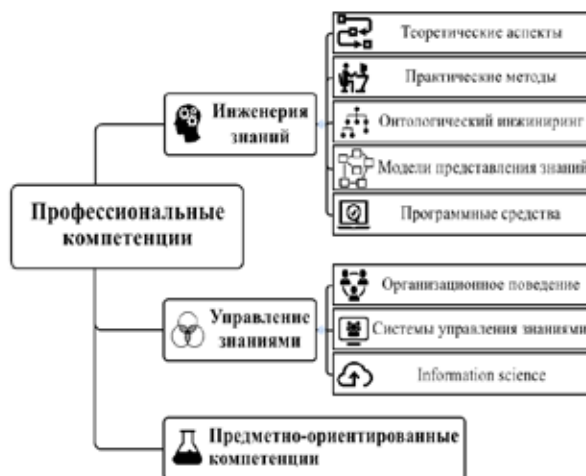 Профессиональные
компетенции
Инженерия
знаний
Теоретические аспекты
Практические методы
Онтологический инжиниринг
Модели представления знаний
Программные средства
Управление
знаниями
Организационное поведение
Системы управления знаниями
Information science
Предметно-ориентированные
компетенции